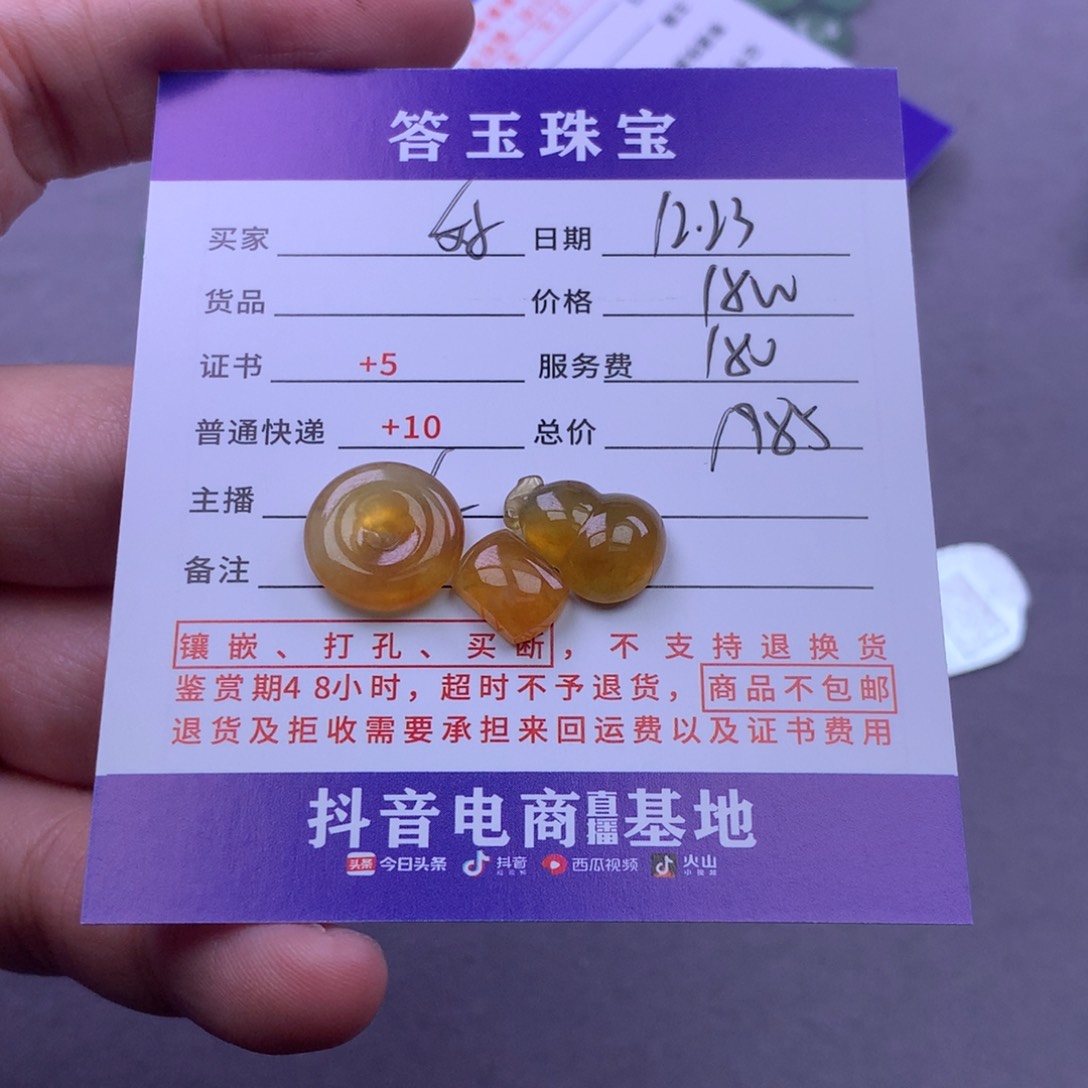 答玉珠宝
买家 日期 12.23
货品 价格 1800
证书 +5 服务费 180
普通快递 +10 总价 1985
主播
备注
镶嵌、打孔、买断，不支持退换货
鉴赏期48小时，超时不予退货，商品不包邮
退货及拒收需要承担来回运费以及证书费用
抖音电商直播基地
头条 今日头条 抖音 西瓜视频 火山